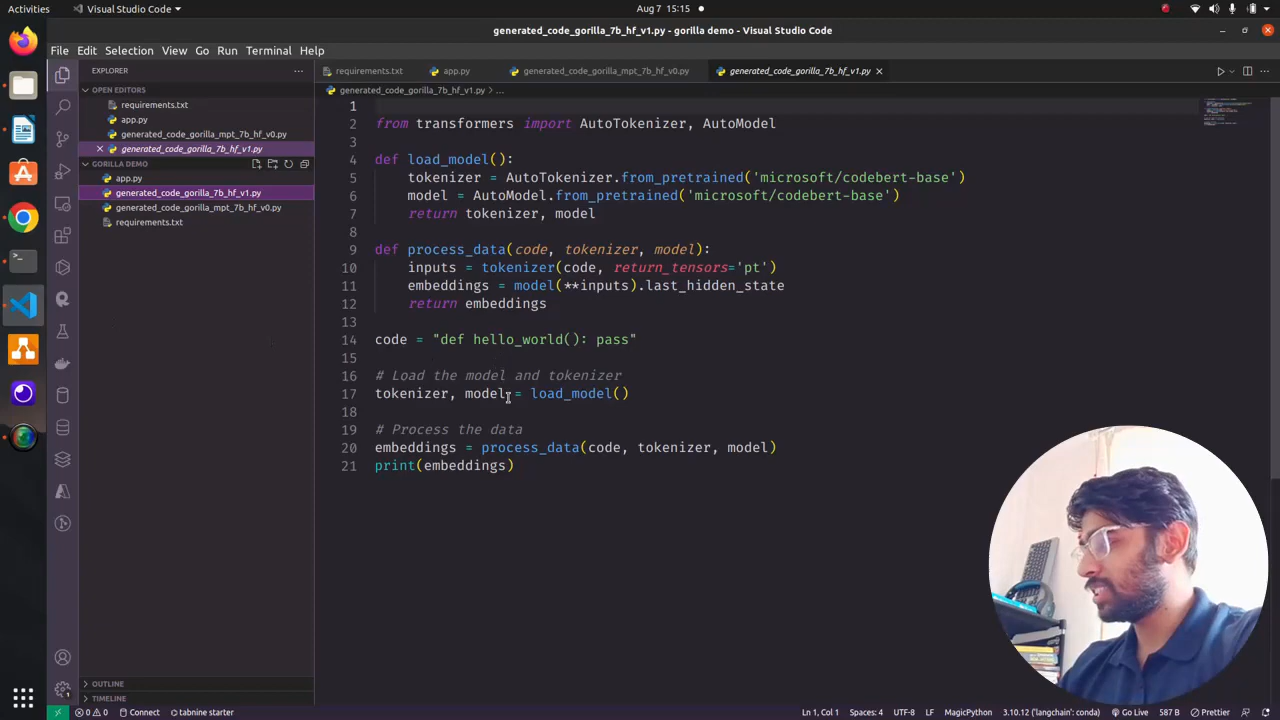 Activities
Visual Studio Code
Aug 7 15:15
generated_code_gorilla_7b_hf_v1.py - gorilla demo - Visual Studio Code
File Edit Selection View Go Run Terminal Help
EXPLORER
requirements.txt
app.py
generated_code_gorilla_mpt_7b_hf_v0.py
generated_code_gorilla_7b_hf_v1.py
OPEN EDITORS
generated_code_gorilla_7b_hf_v1.py > ...
requirements.txt
app.py
generated_code_gorilla_mpt_7b_hf_v0.py
generated_code_gorilla_7b_hf_v1.py
GORILLA DEMO
app.py
generated_code_gorilla_7b_hf_v1.py
generated_code_gorilla_mpt_7b_hf_v0.py
requirements.txt
1
2 from transformers import AutoTokenizer, AutoModel
3
4 def load_model():
5 tokenizer = AutoTokenizer.from_pretrained('microsoft/codebert-base')
6 model = AutoModel.from_pretrained('microsoft/codebert-base')
7 return tokenizer, model
8
9 def process_data(code, tokenizer, model):
10 inputs = tokenizer(code, return_tensors='pt')
11 embeddings = model(**inputs).last_hidden_state
12 return embeddings
13
14 code = "def hello_world(): pass"
15
16 # Load the model and tokenizer
17 tokenizer, model = load_model()
18
19 # Process the data
20 embeddings = process_data(code, tokenizer, model)
21 print(embeddings)
OUTLINE
TIMELINE
0 0 Connect tabnine starter
Ln 1, Col 1 Spaces: 4 UTF-8 LF MagicPython 3.10.12 ('langchain': conda) Go Live 587 B Prettier